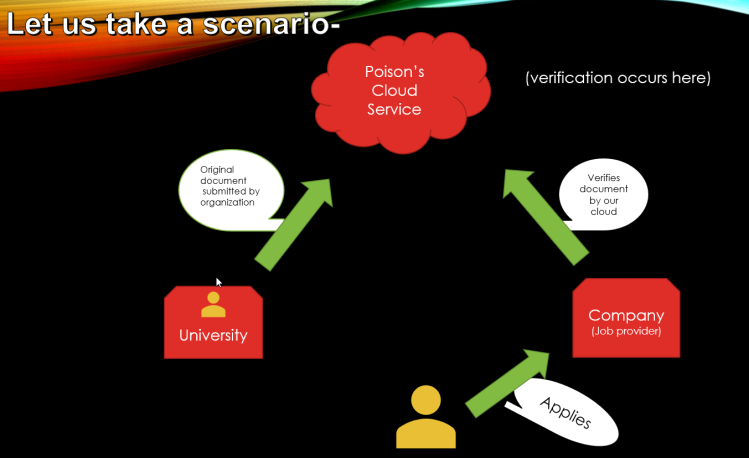 Let us take a scenario-
Poison's
Cloud
Service
(verification occurs here)
Original
document
submitted by
organization
Verifies
document
by our
cloud
University
Company
(Job provider)
Applies